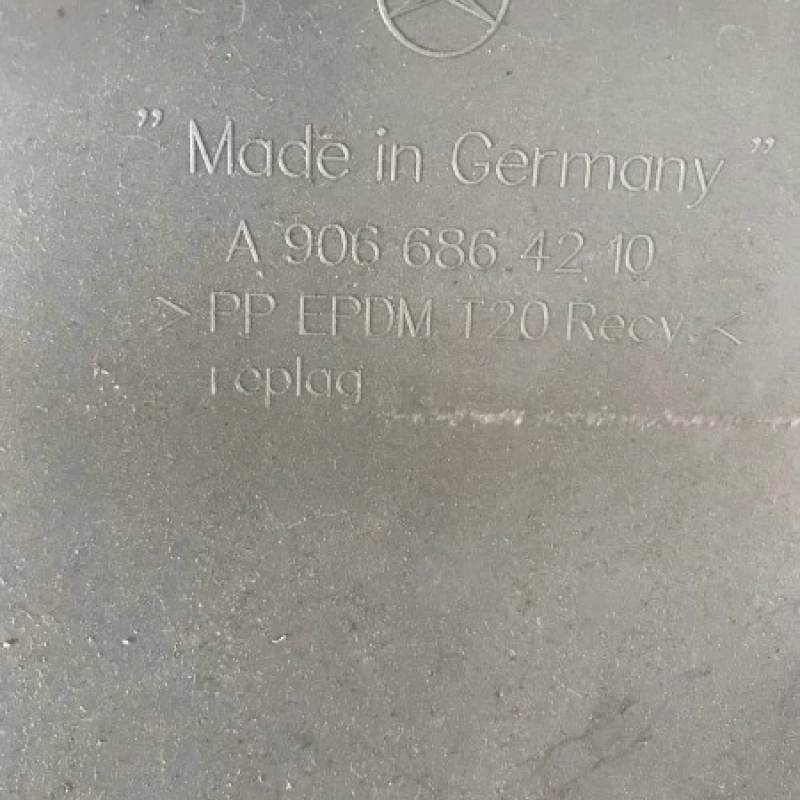 ” Made in Germany ”
A 906 686 42 10
> PP EPDM T20 Recy. <
replag